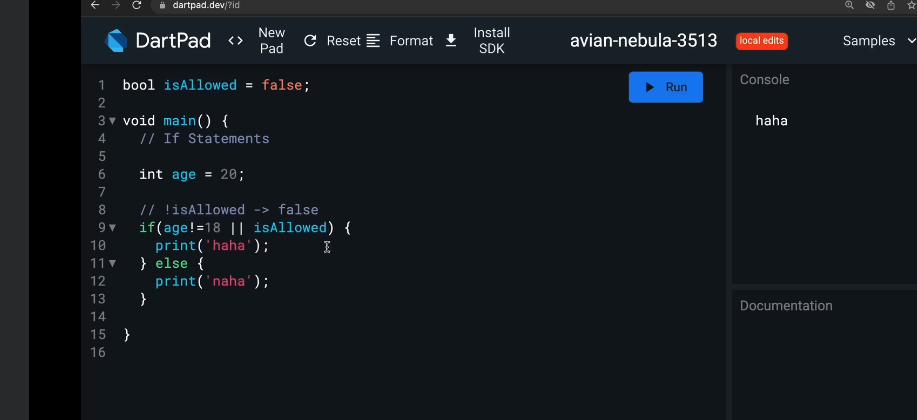 dartpad.dev/?id
DartPad
<> New Pad
Reset
Format
Install SDK
avian-nebula-3513
local edits
Samples
Run
1 bool isAllowed = false;
2
3 void main() {
4 // If Statements
5
6 int age = 20;
7
8 // !isAllowed -> false
9 if(age!=18 || isAllowed) {
10 print('haha');
11 } else {
12 print('naha');
13 }
14
15 }
16
Console
haha
Documentation